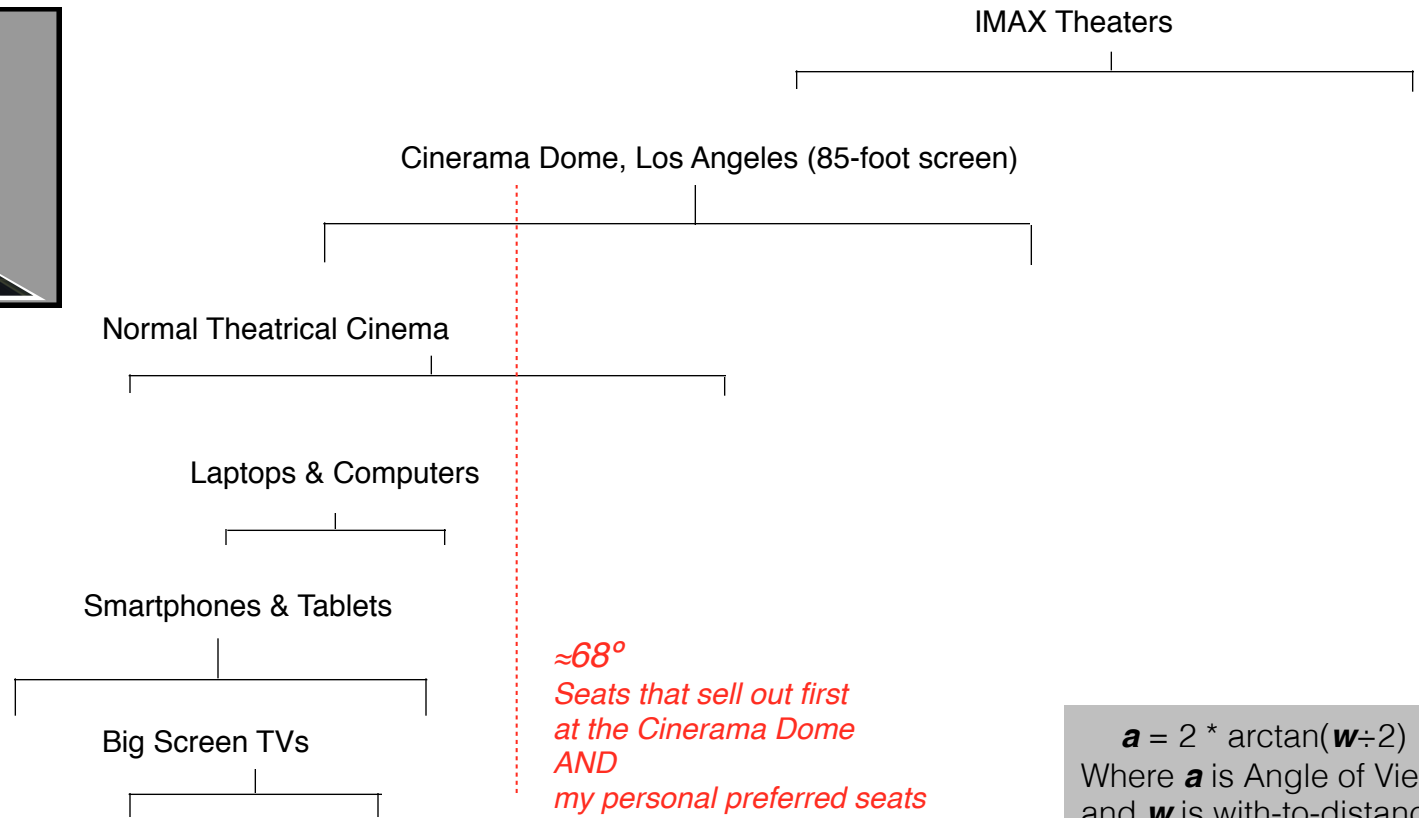 IMAX Theaters
Cinerama Dome, Los Angeles (85-foot screen)
Normal Theatrical Cinema
Laptops & Computers
Smartphones & Tablets
≈68º
Seats that sell out first
at the Cinerama Dome
AND
my personal preferred seats
Big Screen TVs
a = 2 * arctan(w÷2)
Where a is Angle of Vie
and w is with-to-distanc